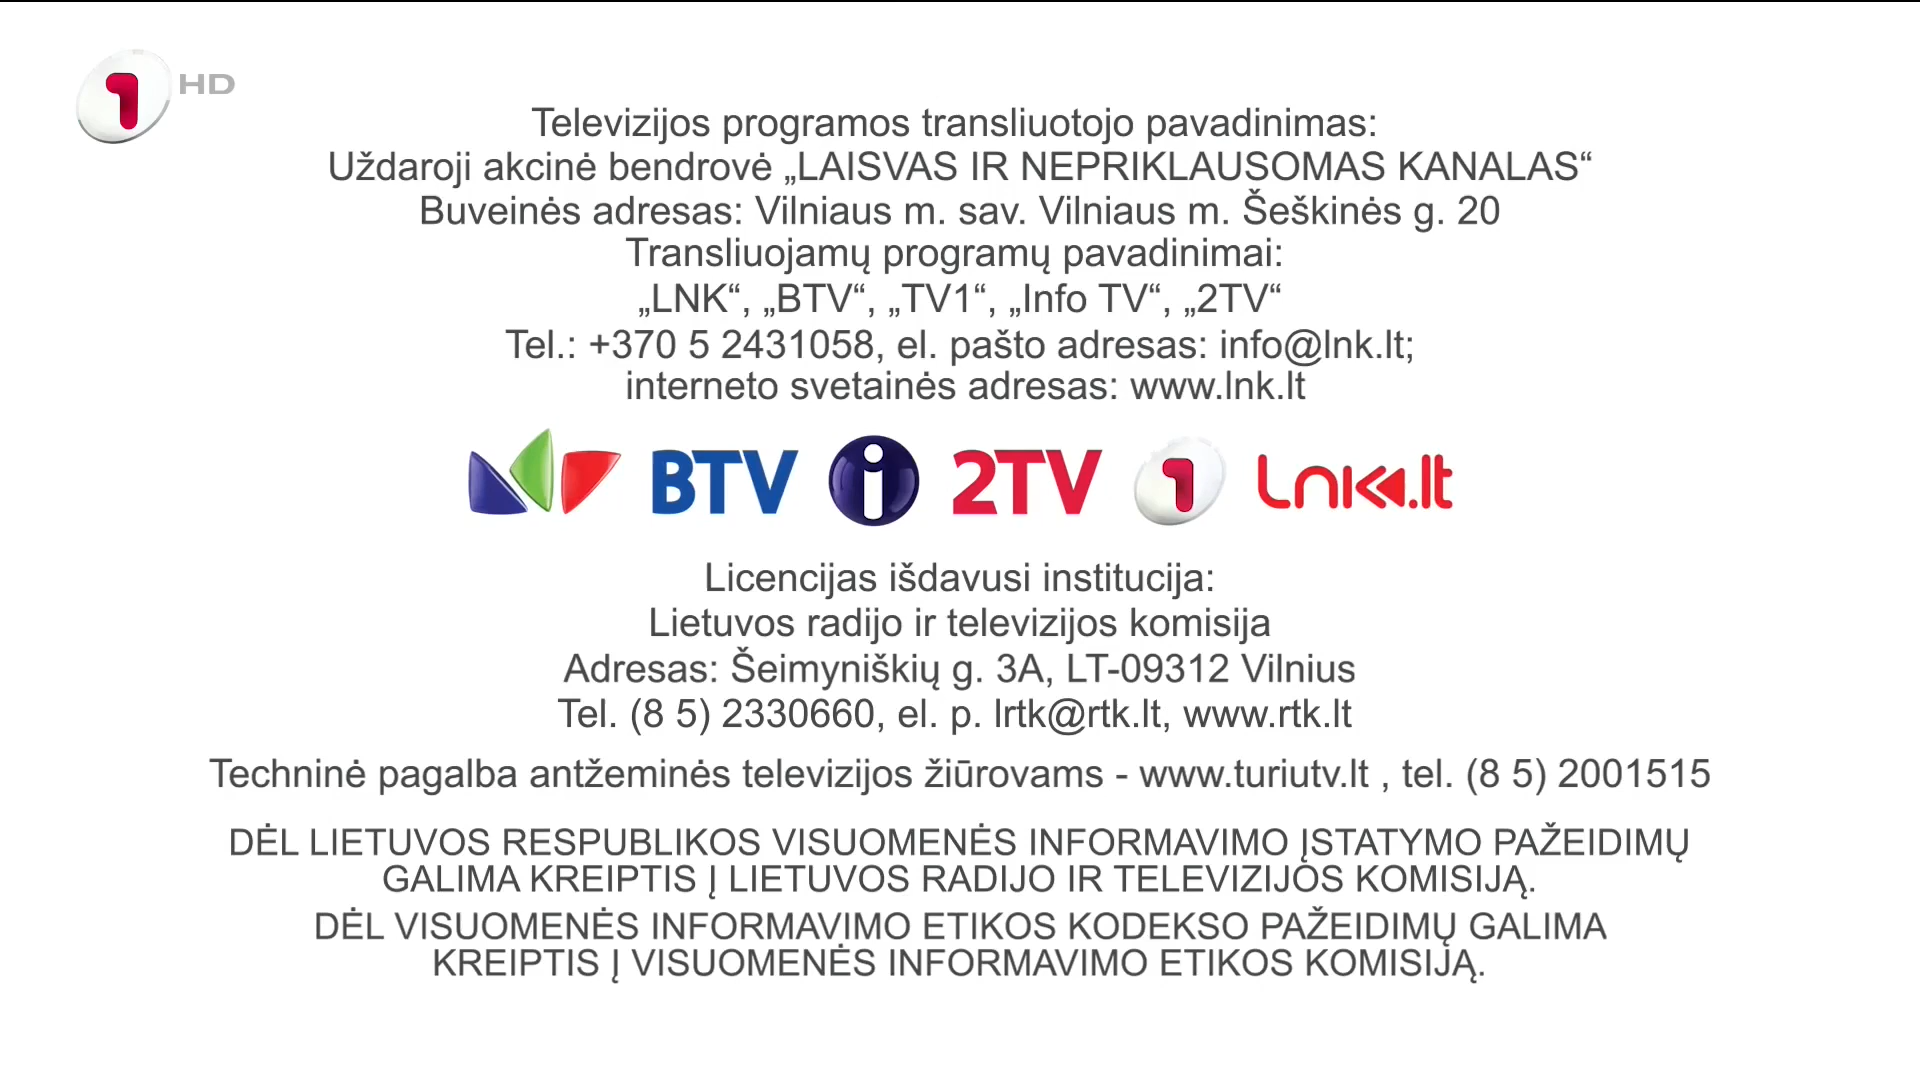 1 HD
Televizijos programos transliuotojo pavadinimas:
Uždaroji akcinė bendrovė „LAISVAS IR NEPRIKLAUSOMAS KANALAS“
Buveinės adresas: Vilniaus m. sav. Vilniaus m. Šeškinės g. 20
Transliuojamų programų pavadinimai:
„LNK“, „BTV“, „TV1“, „Info TV“, „2TV“
Tel.: +370 5 2431058, el. pašto adresas: info@lnk.lt;
interneto svetainės adresas: www.lnk.lt
BTV i 2TV 1 lnk.lt
Licencijas išdavusi institucija:
Lietuvos radijo ir televizijos komisija
Adresas: Šeimyniškių g. 3A, LT-09312 Vilnius
Tel. (8 5) 2330660, el. p. lrtk@rtk.lt, www.rtk.lt
Techninė pagalba antžeminės televizijos žiūrovams - www.turiutv.lt , tel. (8 5) 2001515
DĖL LIETUVOS RESPUBLIKOS VISUOMENĖS INFORMAVIMO ĮSTATYMO PAŽEIDIMŲ
GALIMA KREIPTIS Į LIETUVOS RADIJO IR TELEVIZIJOS KOMISIJĄ.
DĖL VISUOMENĖS INFORMAVIMO ETIKOS KODEKSO PAŽEIDIMŲ GALIMA
KREIPTIS Į VISUOMENĖS INFORMAVIMO ETIKOS KOMISIJĄ.